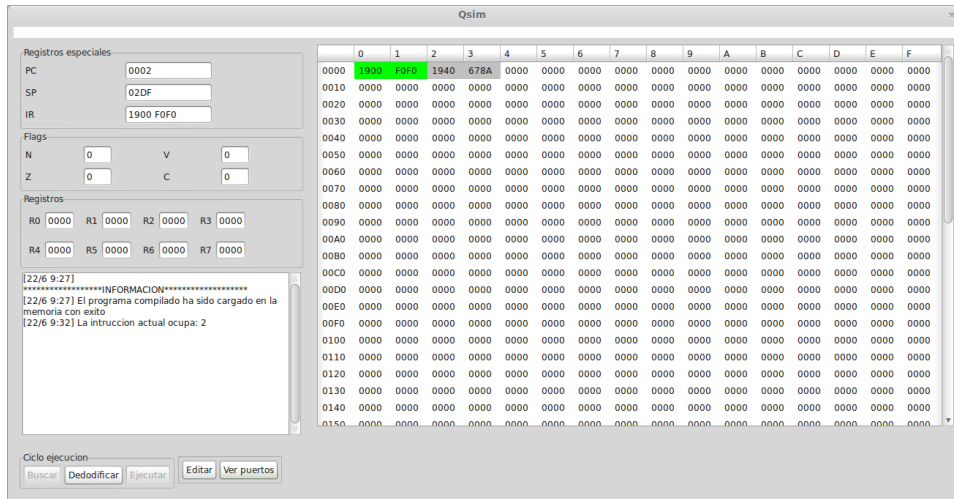 Qsim
Registros especiales
PC 0002
SP 02DF
IR 1900 F0F0
Flags
N 0 V 0
Z 0 C 0
Registros
R0 0000 R1 0000 R2 0000 R3 0000
R4 0000 R5 0000 R6 0000 R7 0000
[22/6 9:27]
******************INFORMACION*******************
[22/6 9:27] El programa compilado ha sido cargado en la
memoria con exito
[22/6 9:32] La intruccion actual ocupa: 2
Ciclo ejecucion
Buscar Dedodificar Ejecutar Editar Ver puertos
0 1 2 3 4 5 6 7 8 9 A B C D E F
0000 1900 F0F0 1940 678A 0000 0000 0000 0000 0000 0000 0000 0000 0000 0000 0000 0000
0010 0000 0000 0000 0000 0000 0000 0000 0000 0000 0000 0000 0000 0000 0000 0000 0000
0020 0000 0000 0000 0000 0000 0000 0000 0000 0000 0000 0000 0000 0000 0000 0000 0000
0030 0000 0000 0000 0000 0000 0000 0000 0000 0000 0000 0000 0000 0000 0000 0000 0000
0040 0000 0000 0000 0000 0000 0000 0000 0000 0000 0000 0000 0000 0000 0000 0000 0000
0050 0000 0000 0000 0000 0000 0000 0000 0000 0000 0000 0000 0000 0000 0000 0000 0000
0060 0000 0000 0000 0000 0000 0000 0000 0000 0000 0000 0000 0000 0000 0000 0000 0000
0070 0000 0000 0000 0000 0000 0000 0000 0000 0000 0000 0000 0000 0000 0000 0000 0000
0080 0000 0000 0000 0000 0000 0000 0000 0000 0000 0000 0000 0000 0000 0000 0000 0000
0090 0000 0000 0000 0000 0000 0000 0000 0000 0000 0000 0000 0000 0000 0000 0000 0000
00A0 0000 0000 0000 0000 0000 0000 0000 0000 0000 0000 0000 0000 0000 0000 0000 0000
00B0 0000 0000 0000 0000 0000 0000 0000 0000 0000 0000 0000 0000 0000 0000 0000 0000
00C0 0000 0000 0000 0000 0000 0000 0000 0000 0000 0000 0000 0000 0000 0000 0000 0000
00D0 0000 0000 0000 0000 0000 0000 0000 0000 0000 0000 0000 0000 0000 0000 0000 0000
00E0 0000 0000 0000 0000 0000 0000 0000 0000 0000 0000 0000 0000 0000 0000 0000 0000
00F0 0000 0000 0000 0000 0000 0000 0000 0000 0000 0000 0000 0000 0000 0000 0000 0000
0100 0000 0000 0000 0000 0000 0000 0000 0000 0000 0000 0000 0000 0000 0000 0000 0000
0110 0000 0000 0000 0000 0000 0000 0000 0000 0000 0000 0000 0000 0000 0000 0000 0000
0120 0000 0000 0000 0000 0000 0000 0000 0000 0000 0000 0000 0000 0000 0000 0000 0000
0130 0000 0000 0000 0000 0000 0000 0000 0000 0000 0000 0000 0000 0000 0000 0000 0000
0140 0000 0000 0000 0000 0000 0000 0000 0000 0000 0000 0000 0000 0000 0000 0000 0000
0150 0000 0000 0000 0000 0000 0000 0000 0000 0000 0000 0000 0000 0000 0000 0000 0000